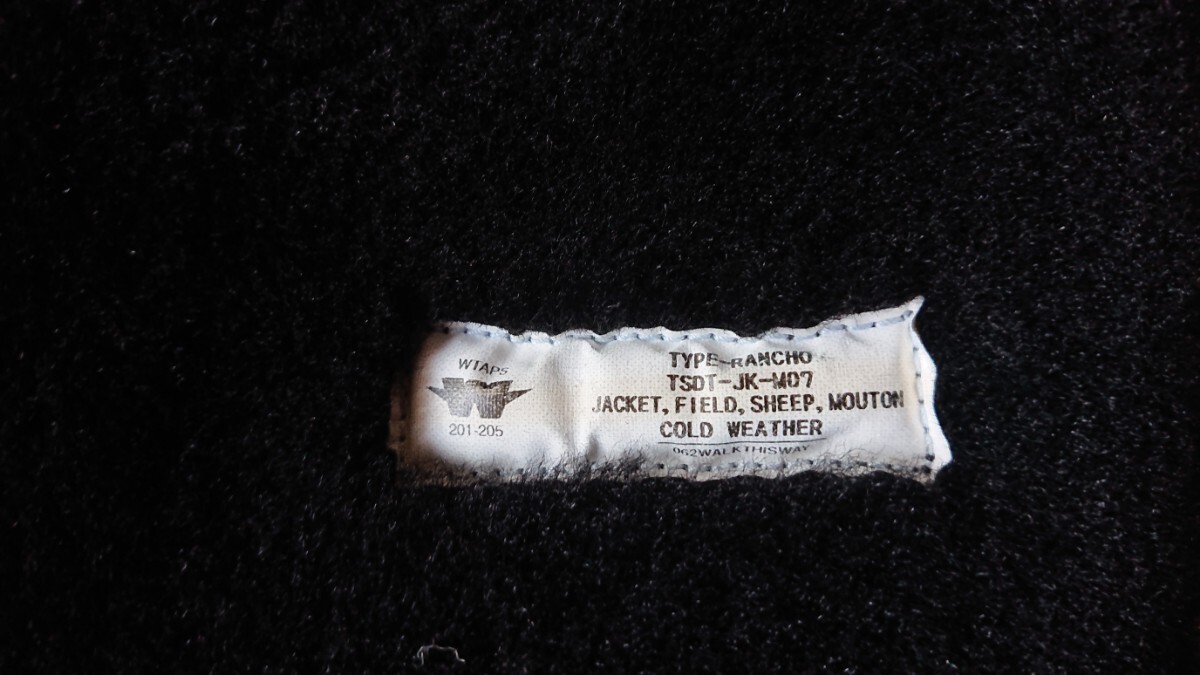 WTAPS
201-205
TYPE-RANCHO
TSDT-JK-M07
JACKET, FIELD, SHEEP, MOUTON
COLD WEATHER
062WALKTHISWAY